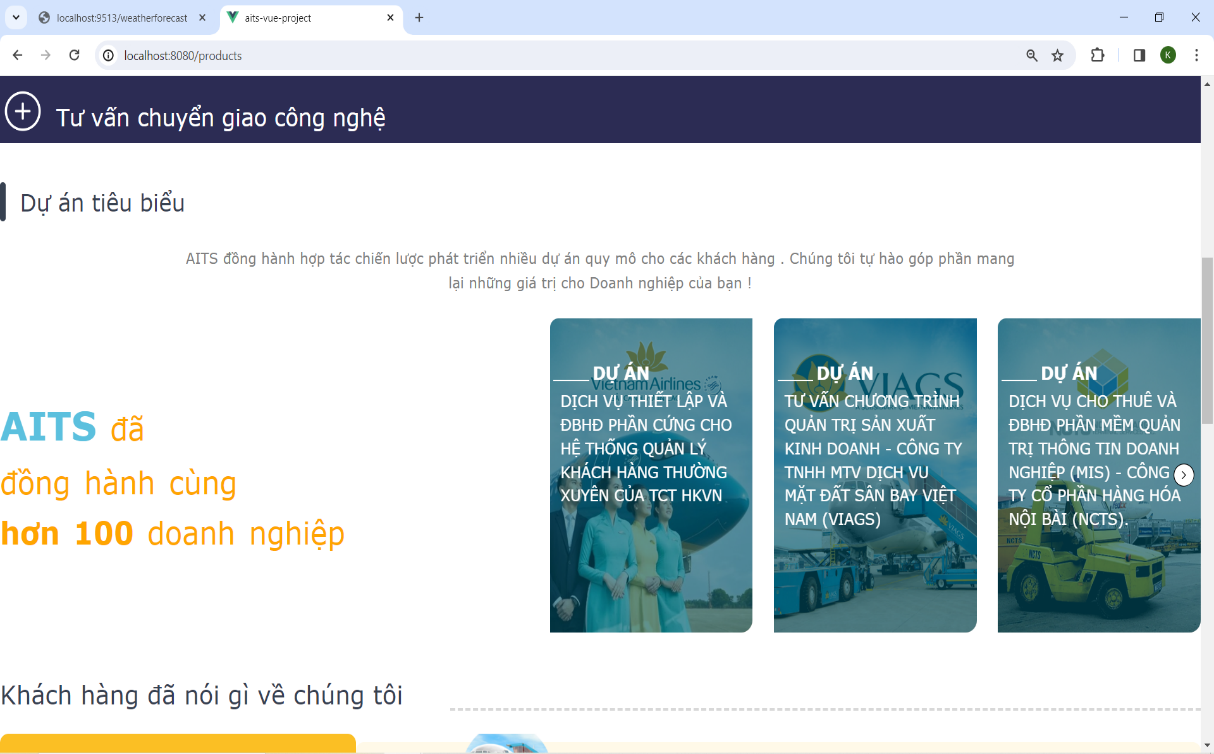 localhost:9513/weatherforecast
aits-vue-project
localhost:8080/products
K
Tư vấn chuyển giao công nghệ
Dự án tiêu biểu
AITS đồng hành hợp tác chiến lược phát triển nhiều dự án quy mô cho các khách hàng . Chúng tôi tự hào góp phần mang
lại những giá trị cho Doanh nghiệp của bạn !
AITS đã
đồng hành cùng
hơn 100 doanh nghiệp
Vietnam Airlines
____ DỰ ÁN
DỊCH VỤ THIẾT LẬP VÀ
ĐBHĐ PHẦN CỨNG CHO
HỆ THỐNG QUẢN LÝ
KHÁCH HÀNG THƯỜNG
XUYÊN CỦA TCT HKVN
VIAGS
____ DỰ ÁN
TƯ VẤN CHƯƠNG TRÌNH
QUẢN TRỊ SẢN XUẤT
KINH DOANH - CÔNG TY
TNHH MTV DỊCH VỤ
MẶT ĐẤT SÂN BAY VIỆT
NAM (VIAGS)
____ DỰ ÁN
DỊCH VỤ CHO THUÊ VÀ
ĐBHĐ PHẦN MỀM QUẢN
TRỊ THÔNG TIN DOANH
NGHIỆP (MIS) - CÔNG
TY CỔ PHẦN HÀNG HÓA
NỘI BÀI (NCTS).
NCTS
Khách hàng đã nói gì về chúng tôi